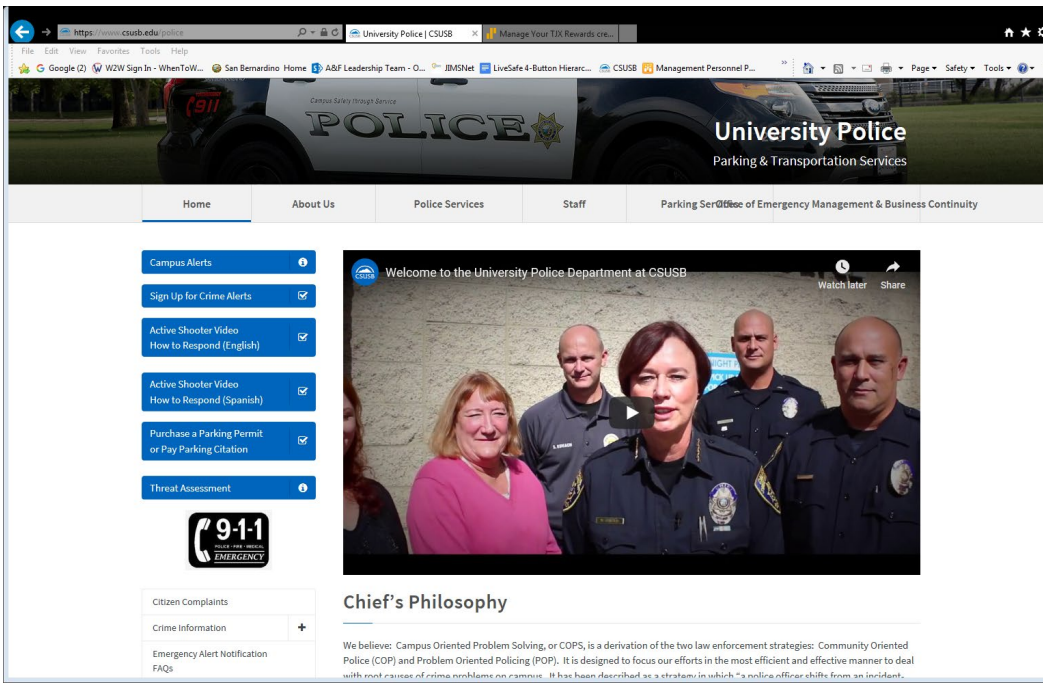 https://www.csusb.edu/police
University Police | CSUSB
Manage Your TJX Rewards cre...
File Edit View Favorites Tools Help
Google (2) W2W Sign In - WhenToW... San Bernardino Home A&F Leadership Team - O... JIMSNet LiveSafe 4-Button Hierarc... CSUSB Management Personnel P... » Page Safety Tools
911
Campus Safety through Service
POLICE
University Police
Parking & Transportation Services
Home About Us Police Services Staff Parking Services Office of Emergency Management & Business Continuity
Campus Alerts
Sign Up for Crime Alerts
Active Shooter Video
How to Respond (English)
Active Shooter Video
How to Respond (Spanish)
Purchase a Parking Permit
or Pay Parking Citation
Threat Assessment
9-1-1
POLICE • FIRE • MEDICAL
EMERGENCY
Citizen Complaints
Crime Information +
Emergency Alert Notification
FAQs
CSUSB
Welcome to the University Police Department at CSUSB
Watch later Share
Chief's Philosophy
We believe: Campus Oriented Problem Solving, or COPS, is a derivation of the two law enforcement strategies: Community Oriented
Police (COP) and Problem Oriented Policing (POP). It is designed to focus our efforts in the most efficient and effective manner to deal
with root causes of crime problems on campus. It has been described as a strategy in which "a police officer shifts from an incident-